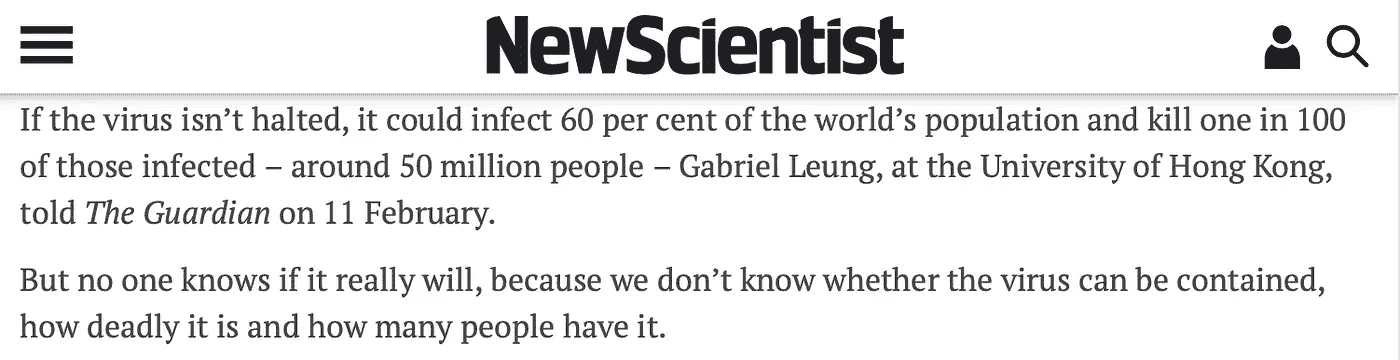 NewScientist
If the virus isn’t halted, it could infect 60 per cent of the world’s population and kill one in 100
of those infected – around 50 million people – Gabriel Leung, at the University of Hong Kong,
told The Guardian on 11 February.
But no one knows if it really will, because we don’t know whether the virus can be contained,
how deadly it is and how many people have it.